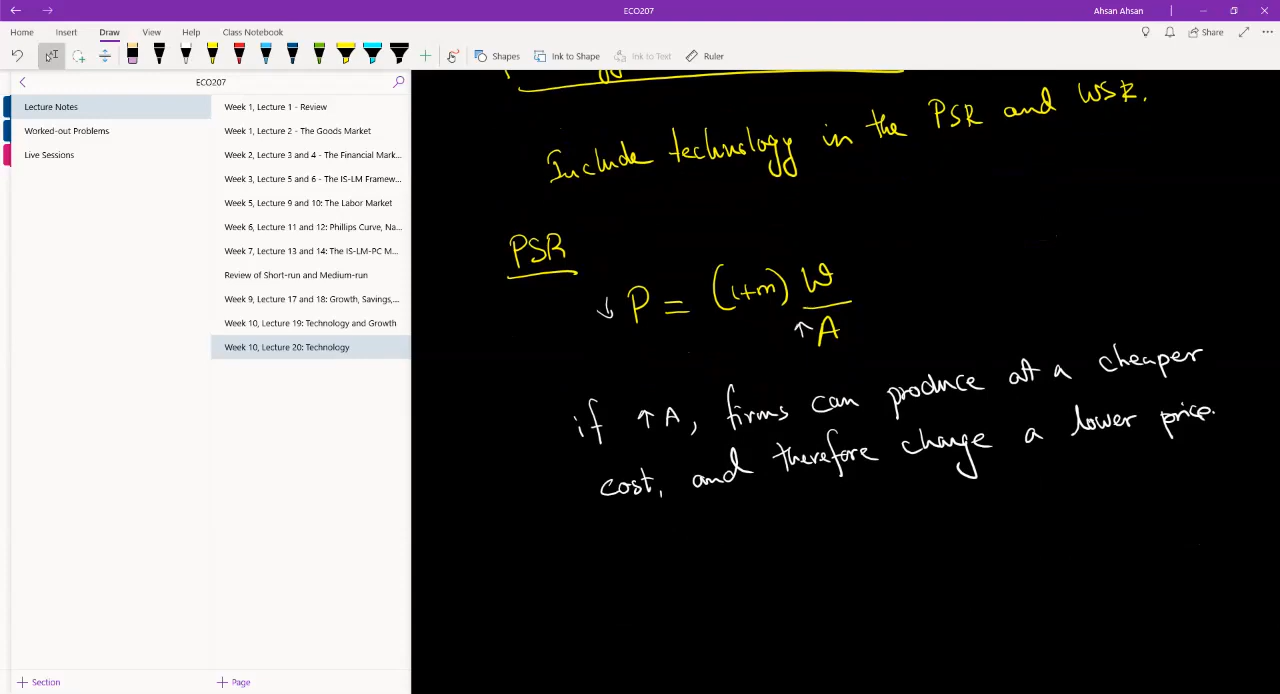 ECO207
Ahsan Ahsan
Home Insert Draw View Help Class Notebook
Share
Shapes Ink to Shape Ink to Text Ruler
ECO207
Lecture Notes
Worked-out Problems
Live Sessions
Week 1, Lecture 1 - Review
Week 1, Lecture 2 - The Goods Market
Week 2, Lecture 3 and 4 - The Financial Mark...
Week 3, Lecture 5 and 6 - The IS-LM Framew...
Week 5, Lecture 9 and 10: The Labor Market
Week 6, Lecture 11 and 12: Phillips Curve, Na...
Week 7, Lecture 13 and 14: The IS-LM-PC M...
Review of Short-run and Medium-run
Week 9, Lecture 17 and 18: Growth, Savings,...
Week 10, Lecture 19: Technology and Growth
Week 10, Lecture 20: Technology
Include technology in the PSR and WSR.
PSR
↓ P = (1+m) W / ↑ A
if ↑ A, firms can produce at a cheaper
cost, and therefore charge a lower price.
+ Section
+ Page